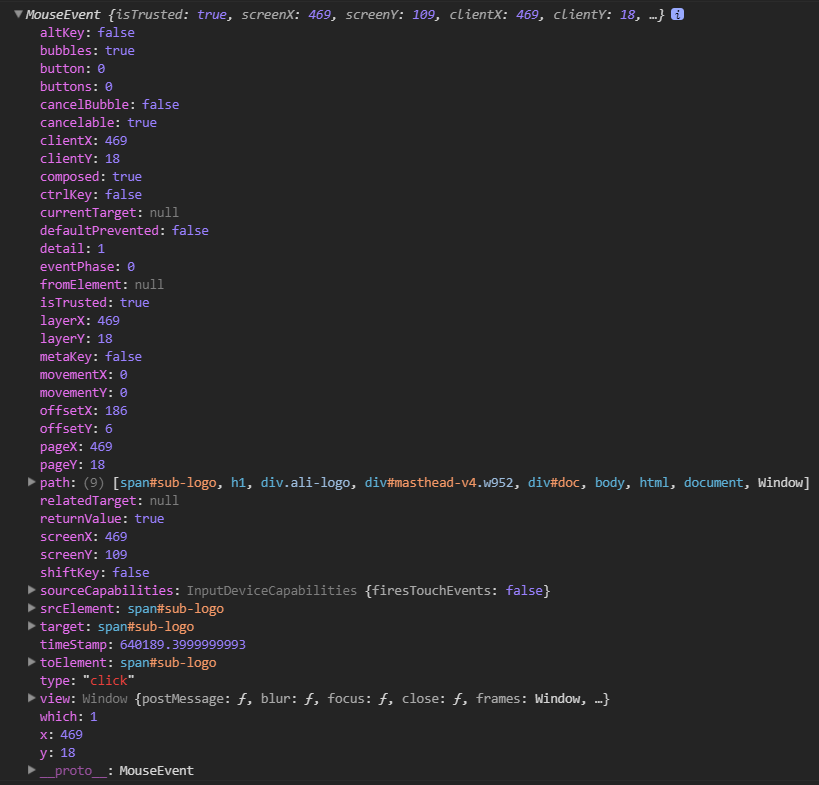 MouseEvent {isTrusted: true, screenX: 469, screenY: 109, clientX: 469, clientY: 18, …} i
altKey: false
bubbles: true
button: 0
buttons: 0
cancelBubble: false
cancelable: true
clientX: 469
clientY: 18
composed: true
ctrlKey: false
currentTarget: null
defaultPrevented: false
detail: 1
eventPhase: 0
fromElement: null
isTrusted: true
layerX: 469
layerY: 18
metaKey: false
movementX: 0
movementY: 0
offsetX: 186
offsetY: 6
pageX: 469
pageY: 18
path: (9) [span#sub-logo, h1, div.ali-logo, div#masthead-v4.w952, div#doc, body, html, document, Window]
relatedTarget: null
returnValue: true
screenX: 469
screenY: 109
shiftKey: false
sourceCapabilities: InputDeviceCapabilities {firesTouchEvents: false}
srcElement: span#sub-logo
target: span#sub-logo
timeStamp: 640189.3999999993
toElement: span#sub-logo
type: "click"
view: Window {postMessage: ƒ, blur: ƒ, focus: ƒ, close: ƒ, frames: Window, …}
which: 1
x: 469
y: 18
__proto__: MouseEvent